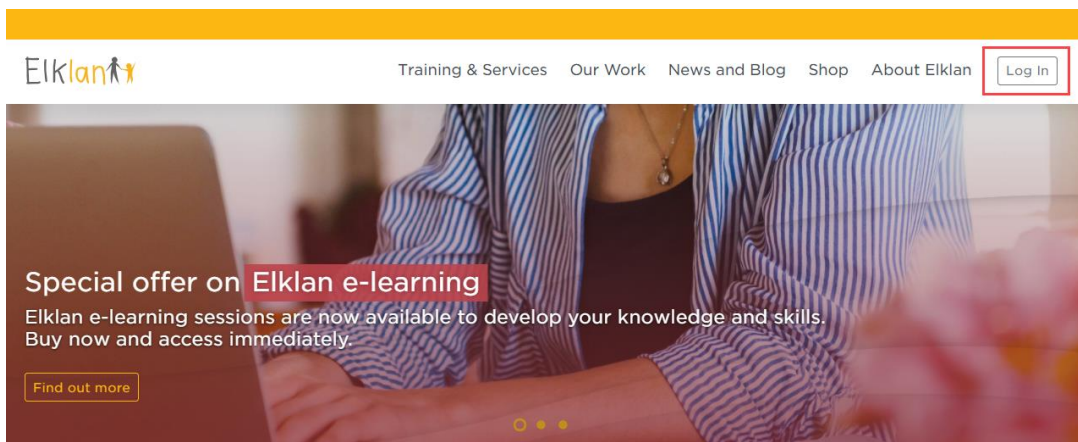 Elklan
Training & Services Our Work News and Blog Shop About Elklan Log In
Special offer on Elklan e-learning
Elklan e-learning sessions are now available to develop your knowledge and skills.
Buy now and access immediately.
Find out more